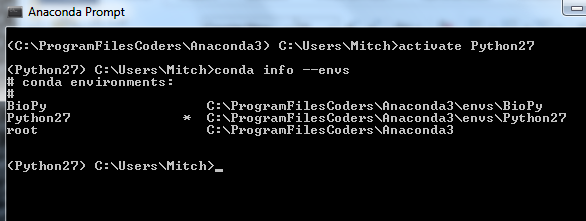 Anaconda Prompt
(C:\ProgramFilesCoders\Anaconda3) C:\Users\Mitch>activate Python27
(Python27) C:\Users\Mitch>conda info --envs
# conda environments:
#
BioPy                    C:\ProgramFilesCoders\Anaconda3\envs\BioPy
Python27              *  C:\ProgramFilesCoders\Anaconda3\envs\Python27
root                     C:\ProgramFilesCoders\Anaconda3
(Python27) C:\Users\Mitch>_